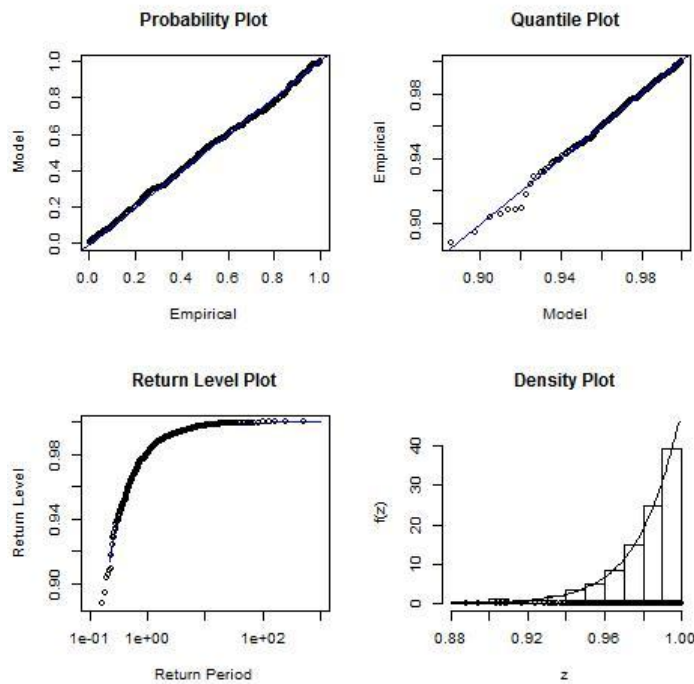 Probability Plot
Model
0.0 0.2 0.4 0.6 0.8 1.0
0.0 0.2 0.4 0.6 0.8 1.0
Empirical
Quantile Plot
Empirical
0.90 0.94 0.98
0.90 0.94 0.98
Model
Return Level Plot
Return Level
0.90 0.94 0.98
1e-01 1e+00 1e+02
Return Period
Density Plot
f(z)
0 10 20 30 40
0.88 0.92 0.96 1.00
z